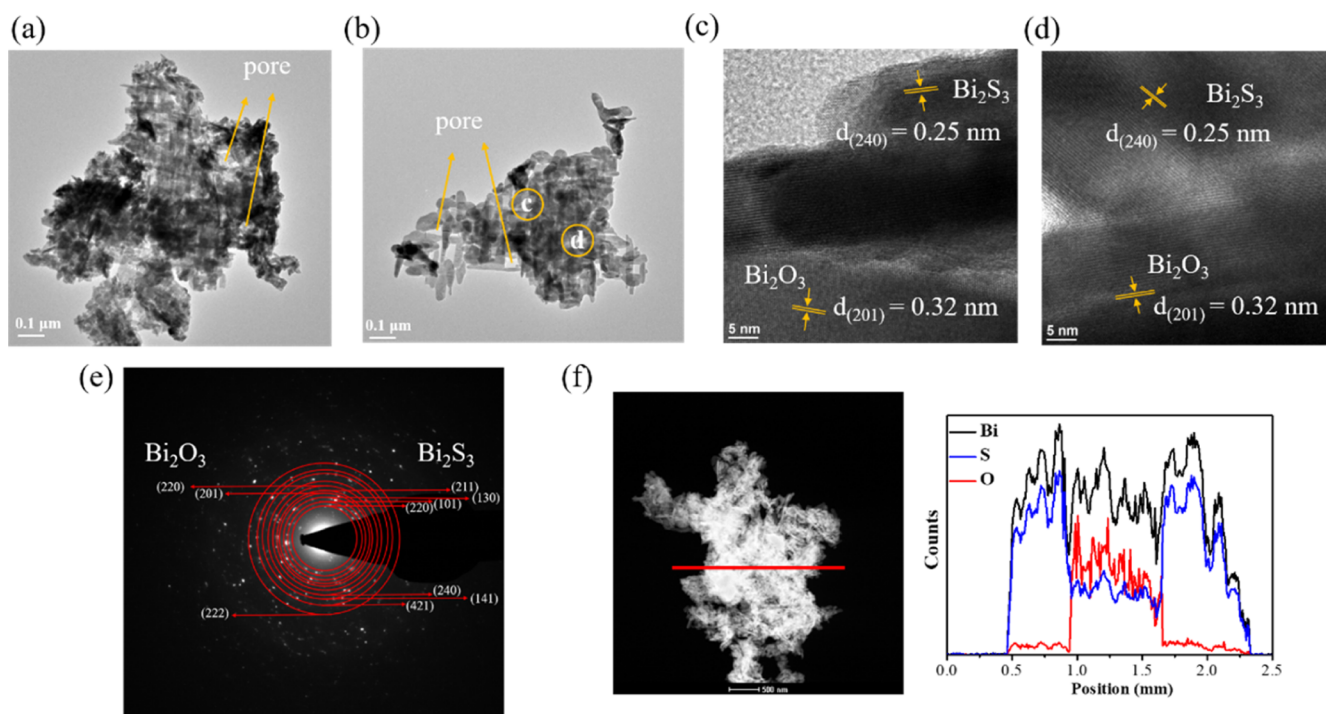 (a)
pore
0.1 μm
(b)
pore
c
d
0.1 μm
(c)
Bi₂S₃
d₍₂₄₀₎ = 0.25 nm
Bi₂O₃
d₍₂₀₁₎ = 0.32 nm
5 nm
(d)
Bi₂S₃
d₍₂₄₀₎ = 0.25 nm
Bi₂O₃
d₍₂₀₁₎ = 0.32 nm
5 nm
(e)
Bi₂O₃
Bi₂S₃
(220)
(201)
(211)
(130)
(101)
(220)
(240)
(141)
(421)
(222)
(f)
500 nm
Bi
S
O
Counts
0.0 0.5 1.0 1.5 2.0 2.5
Position (mm)